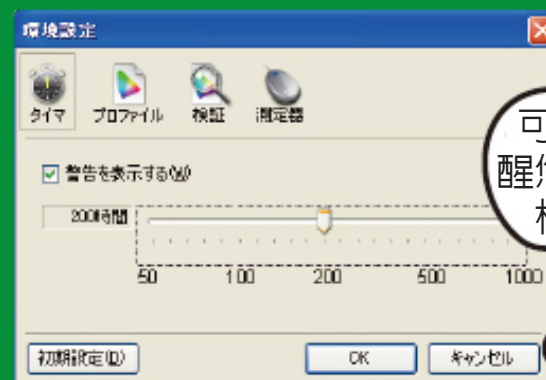 環境設定
タイマ プロファイル 検証 測定器
警告を表示する(W)
200時間
50 100 200 500 1000
初期設定(D) OK キャンセル
可
醒您